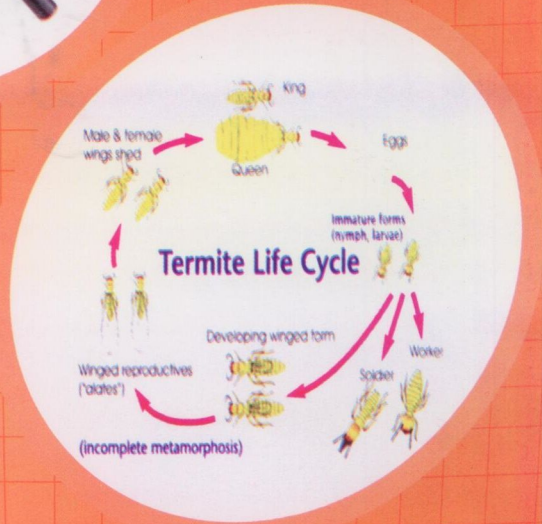 King
Male & female
wings shed
Queen
Eggs
Immature forms
(nymph, larvae)
Termite Life Cycle
Developing winged form
Worker
Spider
Winged reproductives
("alates")
(incomplete metamorphosis)